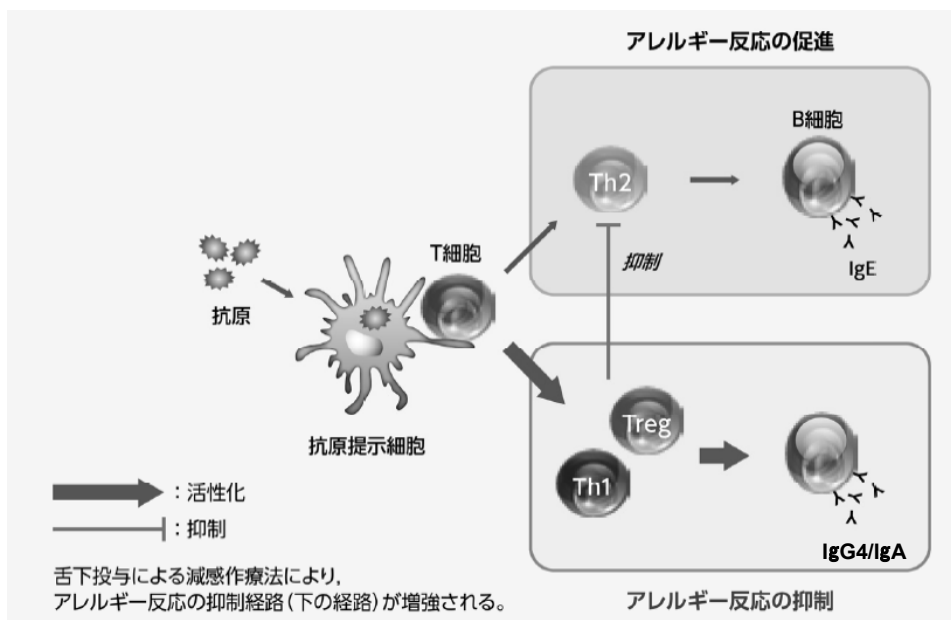 アレルギー反応の促進
B細胞
Th2
IgE
抑制
T細胞
抗原
抗原提示細胞
Treg
Th1
IgG4/IgA
アレルギー反応の抑制
：活性化
：抑制
舌下投与による減感作療法により，
アレルギー反応の抑制経路（下の経路）が増強される。